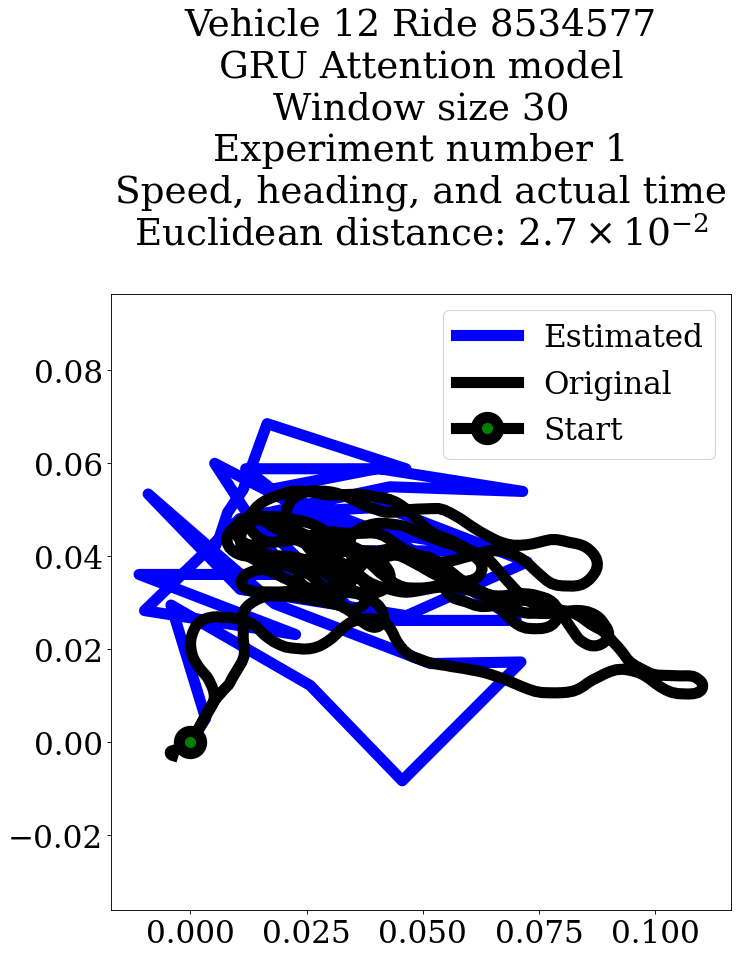 Vehicle 12 Ride 8534577
GRU Attention model
Window size 30
Experiment number 1
Speed, heading, and actual time
Euclidean distance: 2.7 × 10⁻²
Estimated
Original
Start
0.08
0.06
0.04
0.02
0.00
−0.02
0.000 0.025 0.050 0.075 0.100